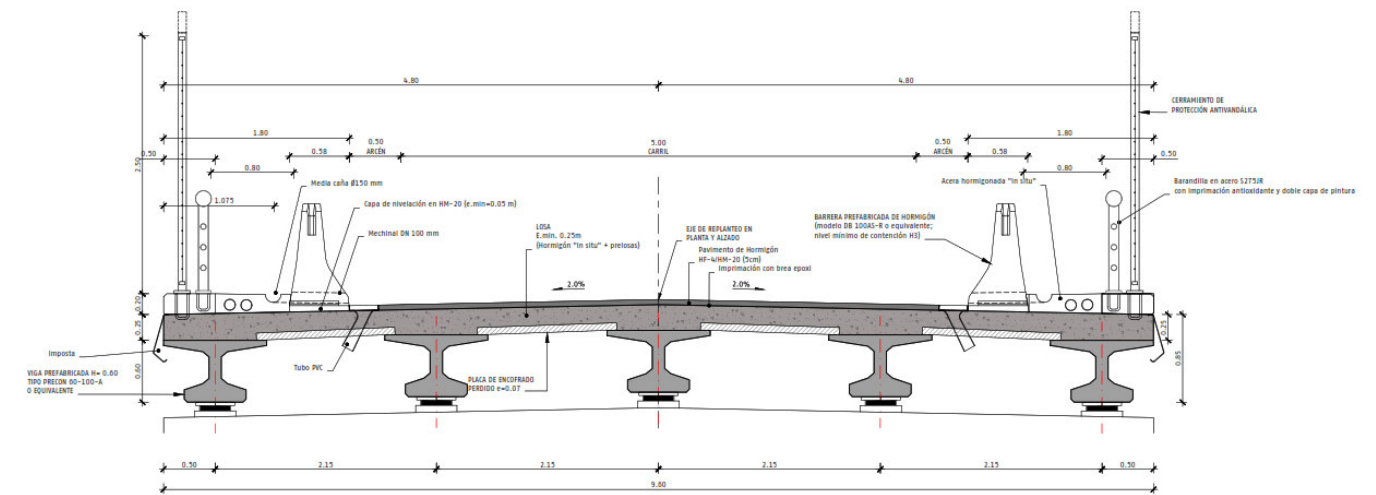 4.80
4.80
CERRAMIENTO DE
PROTECCIÓN ANTIVANDÁLICA
1.80
0.50
5.00
0.50
1.80
0.50
0.58
ARCÉN
CARRIL
ARCÉN
0.58
0.50
2.50
0.80
0.80
Media caña Ø150 mm
Acera hormigonada "in situ"
Barandilla en acero S275JR
con imprimación antioxidante y doble capa de pintura
1.075
Capa de nivelación en HM-20 (e.min=0.05 m)
Mechinal DN 100 mm
LOSA
E.min. 0.25m
(Hormigón "in situ" + prelosas)
EJE DE REPLANTEO EN
PLANTA Y ALZADO
BARRERA PREFABRICADA DE HORMIGÓN
(modelo DB 100AS-R o equivalente;
nivel mínimo de contención H3)
Pavimento de Hormigón
HF-4/HM-20 (5cm)
Imprimación con brea epoxi
2.0%
2.0%
0.20
0.25
0.25
0.85
0.60
Imposta
Tubo PVC
VIGA PREFABRICADA H= 0.60
TIPO PRECON 60-100-A
O EQUIVALENTE
PLACA DE ENCOFRADO
PERDIDO e=0.07
0.50
2.15
2.15
2.15
2.15
0.50
9.60